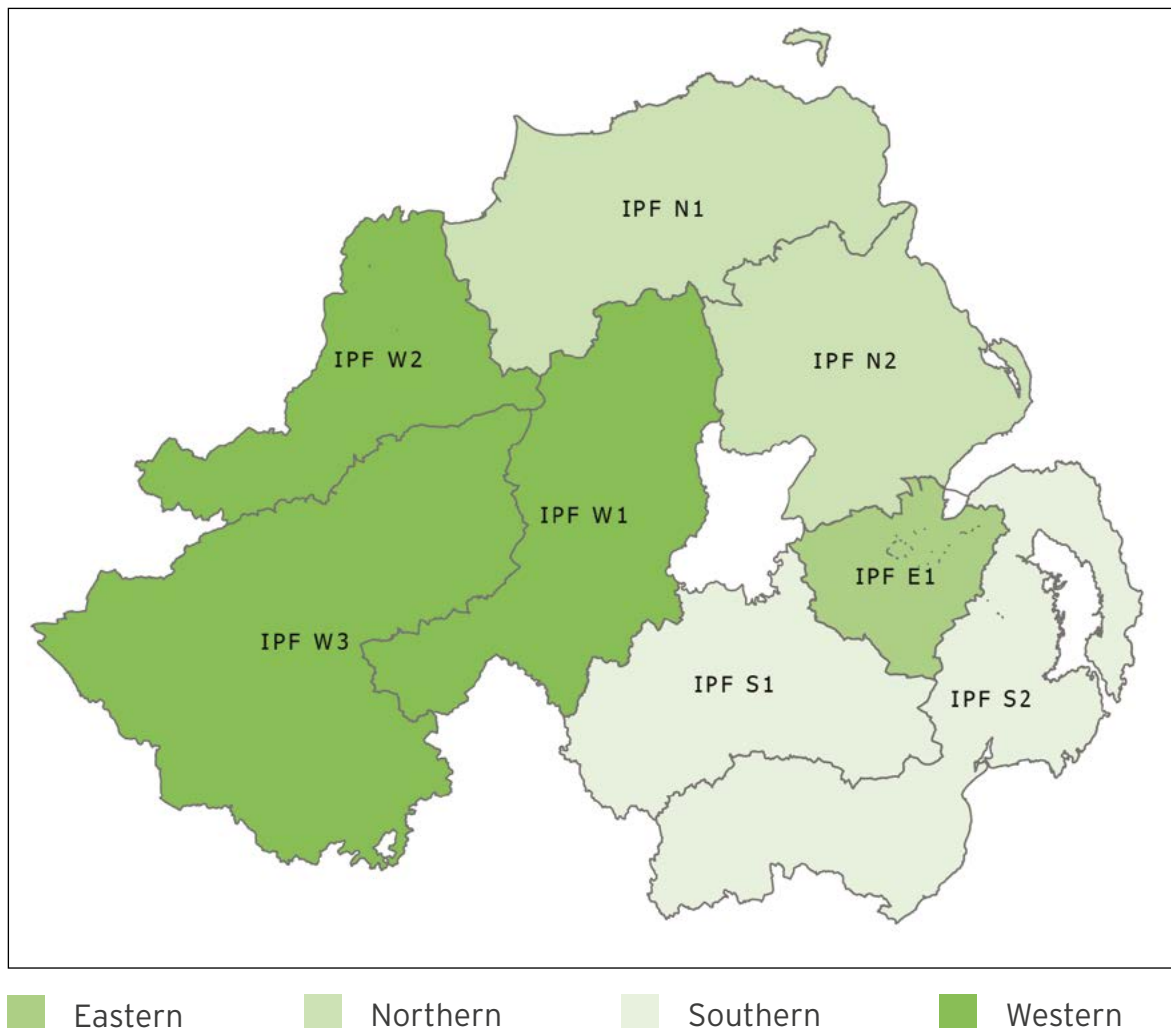 IPF N1
IPF W2
IPF N2
IPF W1
IPF E1
IPF W3
IPF S1
IPF S2
Eastern
Northern
Southern
Western